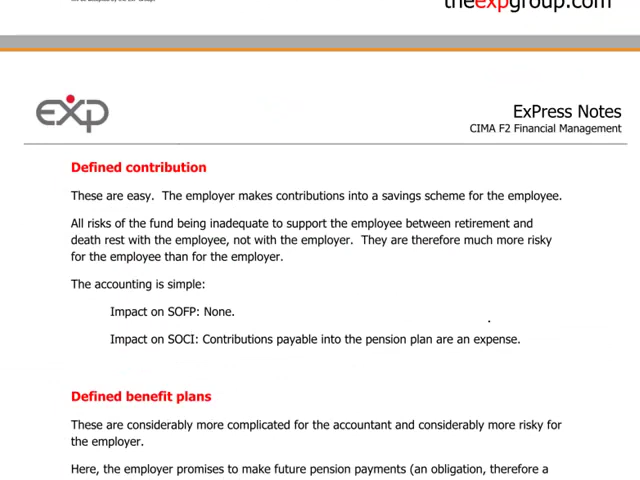 theexpgroup.com
exp
ExPress Notes
CIMA F2 Financial Management
Defined contribution
These are easy. The employer makes contributions into a savings scheme for the employee.
All risks of the fund being inadequate to support the employee between retirement and
death rest with the employee, not with the employer. They are therefore much more risky
for the employee than for the employer.
The accounting is simple:
Impact on SOFP: None.
Impact on SOCI: Contributions payable into the pension plan are an expense.
Defined benefit plans
These are considerably more complicated for the accountant and considerably more risky for
the employer.
Here, the employer promises to make future pension payments (an obligation, therefore a